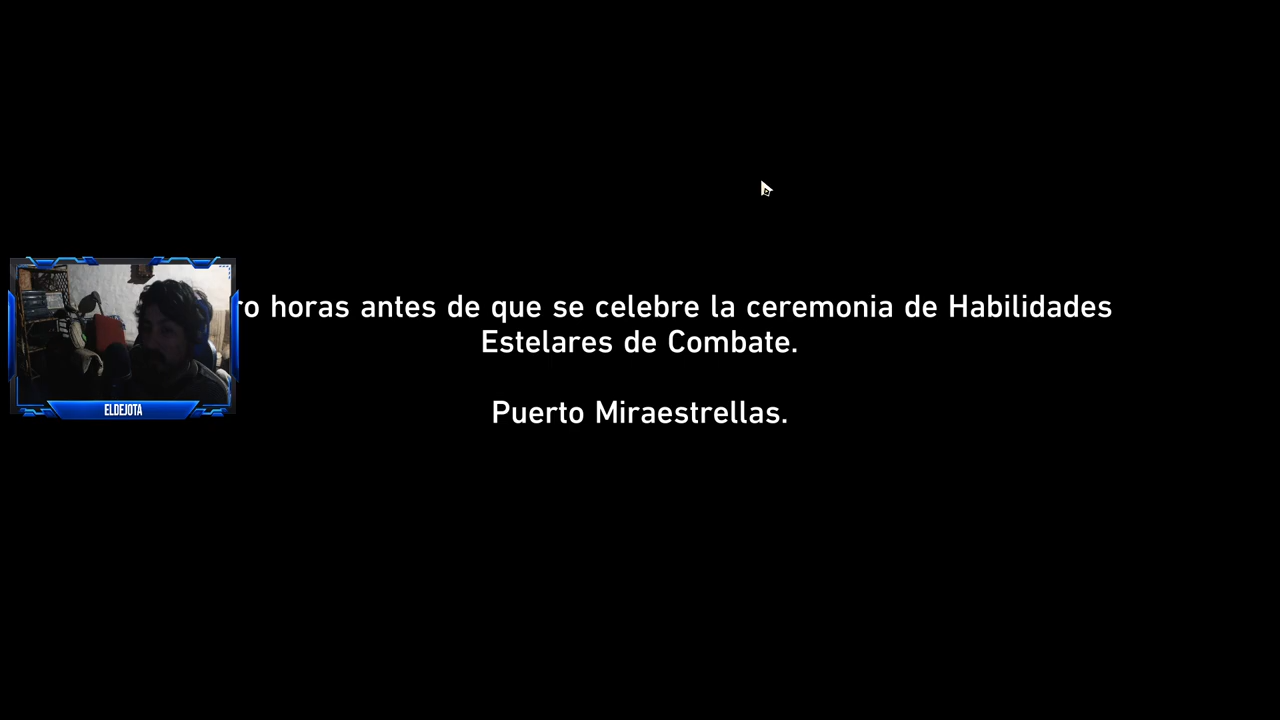 horas antes de que se celebre la ceremonia de Habilidades
Estelares de Combate.
Puerto Miraestrellas.
ELDEJOTA